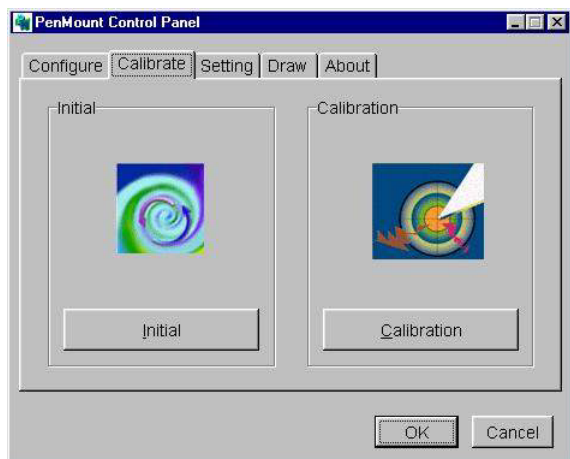 PenMount Control Panel
Configure Calibrate Setting Draw About
Initial Calibration
Initial Calibration
OK Cancel